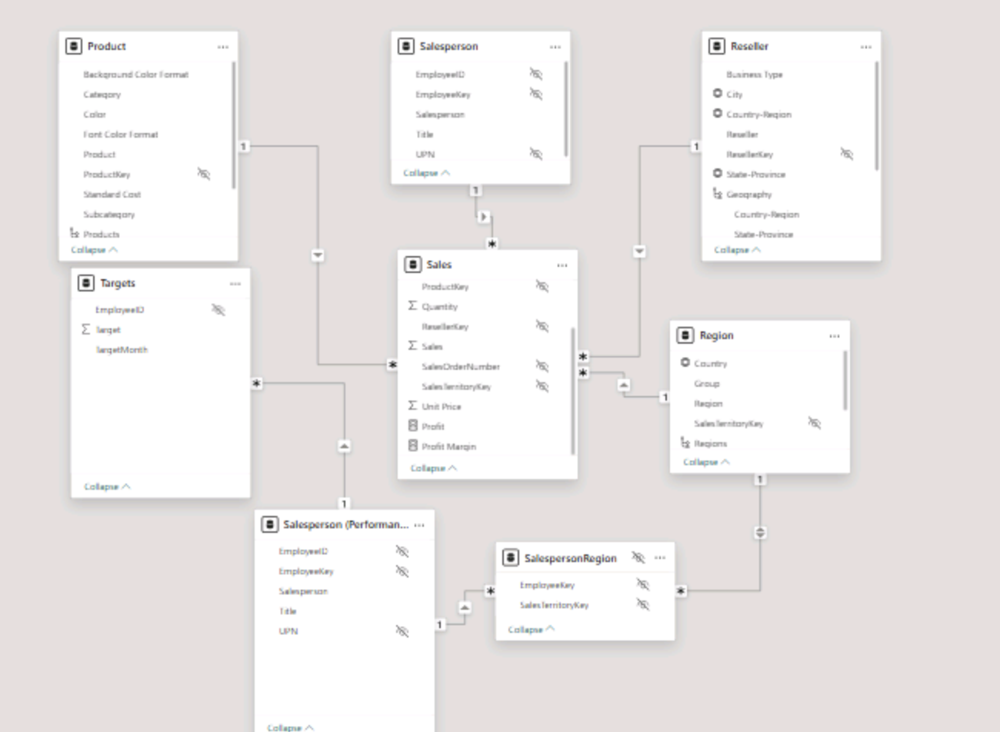 Product
Background Color Format
Category
Color
Font Color Format
Product
ProductKey
Standard Cost
Subcategory
Products
Collapse
Salesperson
EmployeeID
EmployeeKey
Salesperson
Title
UPN
Collapse
Reseller
Business Type
City
Country-Region
Reseller
ResellerKey
State-Province
Geography
Country-Region
State-Province
Collapse
1
1
1
*
Targets
EmployeeID
Target
TargetMonth
Collapse
Sales
ProductKey
Σ Quantity
ResellerKey
Σ Sales
SalesOrderNumber
SalesTerritoryKey
Σ Unit Price
Profit
Profit Margin
Collapse
Region
Country
Group
Region
SalesTerritoryKey
Regions
Collapse
*
*
*
1
*
1
1
Salesperson (Performan...
EmployeeID
EmployeeKey
Salesperson
Title
UPN
Collapse
SalespersonRegion
EmployeeKey
SalesTerritoryKey
Collapse
1
*
*